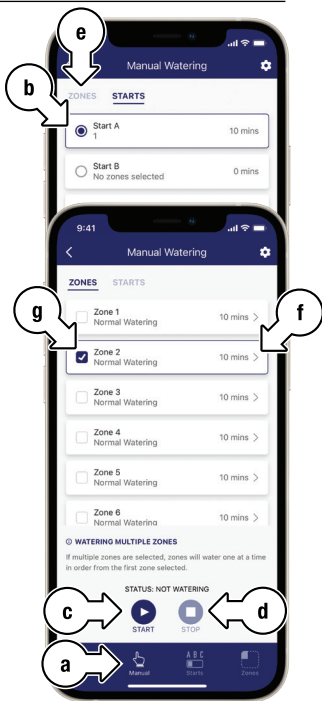 e
Manual Watering
b
ZONES STARTS
Start A
1
10 mins
Start B
No zones selected
0 mins
9:41
Manual Watering
ZONES STARTS
g
f
Zone 1
Normal Watering
10 mins >
Zone 2
Normal Watering
10 mins >
Zone 3
Normal Watering
10 mins >
Zone 4
Normal Watering
10 mins >
Zone 5
Normal Watering
10 mins >
Zone 6
Normal Watering
10 mins >
WATERING MULTIPLE ZONES
If multiple zones are selected, zones will water one at a time
in order from the first zone selected.
STATUS: NOT WATERING
c
d
START STOP
a
A B C
Manual Starts Zones